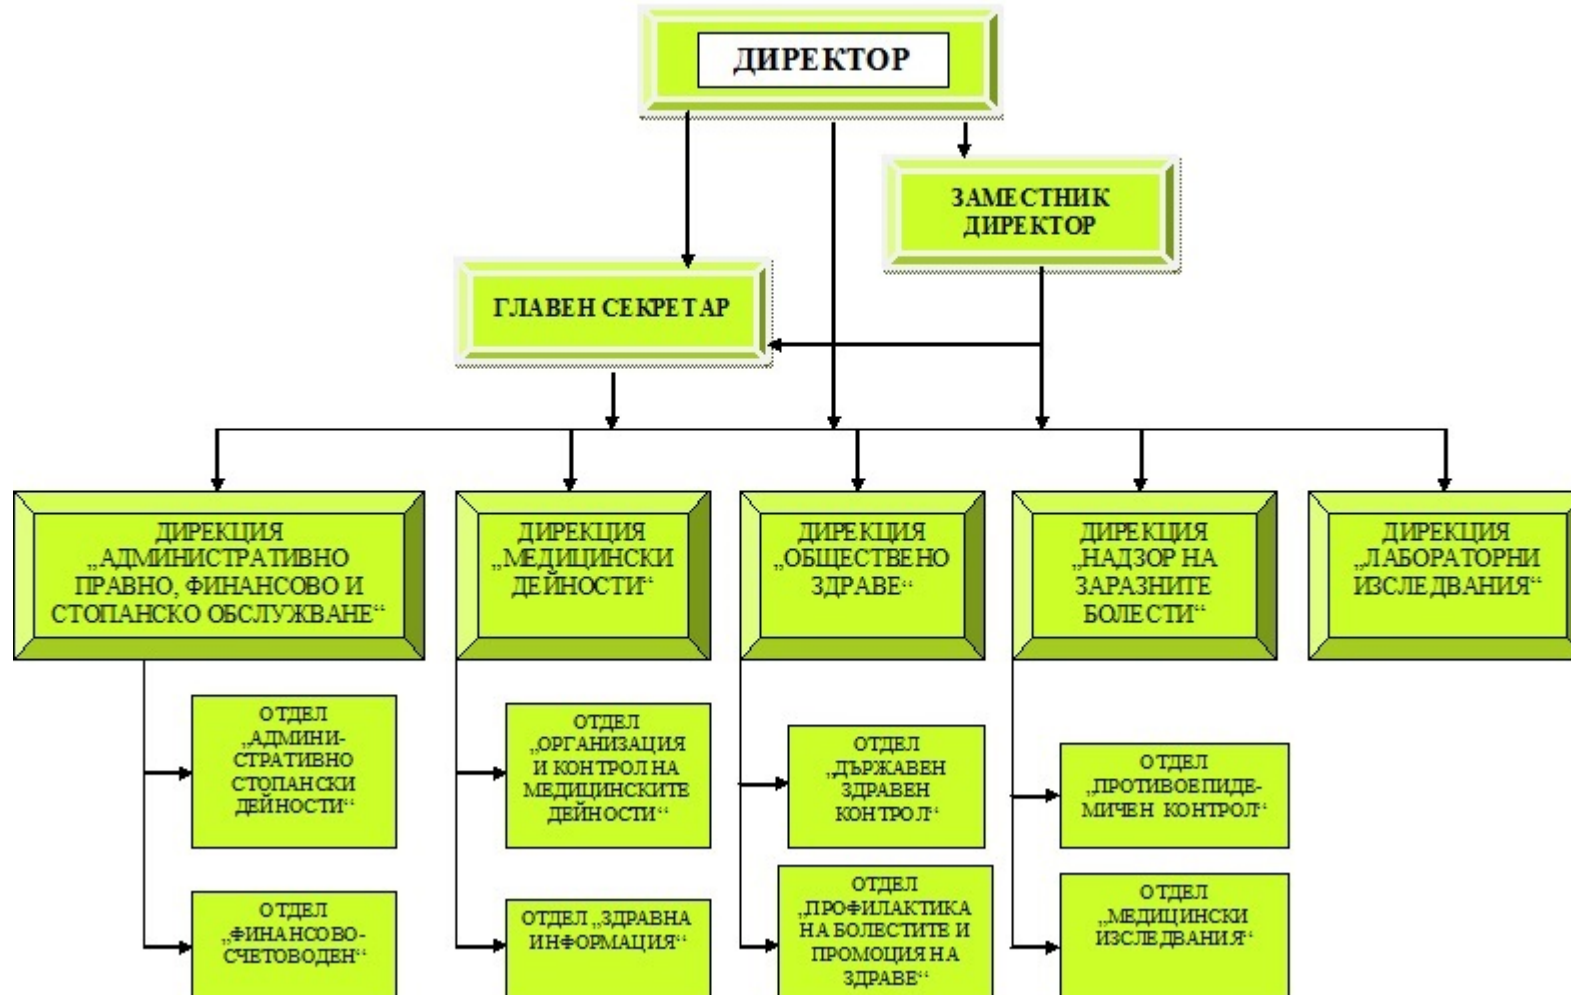 ДИРЕКТОР
ЗАМЕСТНИК
ДИРЕКТОР
ГЛАВЕН СЕКРЕТАР
ДИРЕКЦИЯ
„АДМИНИСТРАТИВНО
ПРАВНО, ФИНАНСОВО И
СТОПАНСКО ОБСЛУЖВАНЕ“
ДИРЕКЦИЯ
„МЕДИЦИНСКИ
ДЕЙНОСТИ“
ДИРЕКЦИЯ
„ОБЩЕСТВЕНО
ЗДРАВЕ“
ДИРЕКЦИЯ
„НАДЗОР НА
ЗАРАЗНИТЕ
БОЛЕСТИ“
ДИРЕКЦИЯ
„ЛАБОРАТОРНИ
ИЗСЛЕДВАНИЯ“
ОТДЕЛ
„АДМИНИ-
СТРАТИВНО
СТОПАНСКИ
ДЕЙНОСТИ“
ОТДЕЛ
„ОРГАНИЗАЦИЯ
И КОНТРОЛ НА
МЕДИЦИНСКИТЕ
ДЕЙНОСТИ“
ОТДЕЛ
„ДЪРЖАВЕН
ЗДРАВЕН
КОНТРОЛ“
ОТДЕЛ
„ПРОТИВОЕПИДЕ-
МИЧЕН КОНТРОЛ“
ОТДЕЛ
„ФИНАНСОВО-
СЧЕТОВОДЕН“
ОТДЕЛ „ЗДРАВНА
ИНФОРМАЦИЯ“
ОТДЕЛ
„ПРОФИЛАКТИКА
НА БОЛЕСТИТЕ И
ПРОМОЦИЯ НА
ЗДРАВЕ“
ОТДЕЛ
„МЕДИЦИНСКИ
ИЗСЛЕДВАНИЯ“